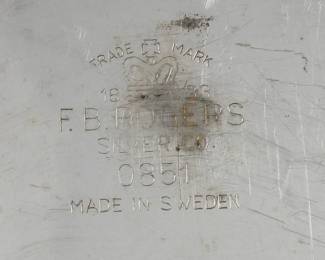 TRADE MARK
18 83
F.B. ROGERS
SILVER CO.
0851
MADE IN SWEDEN